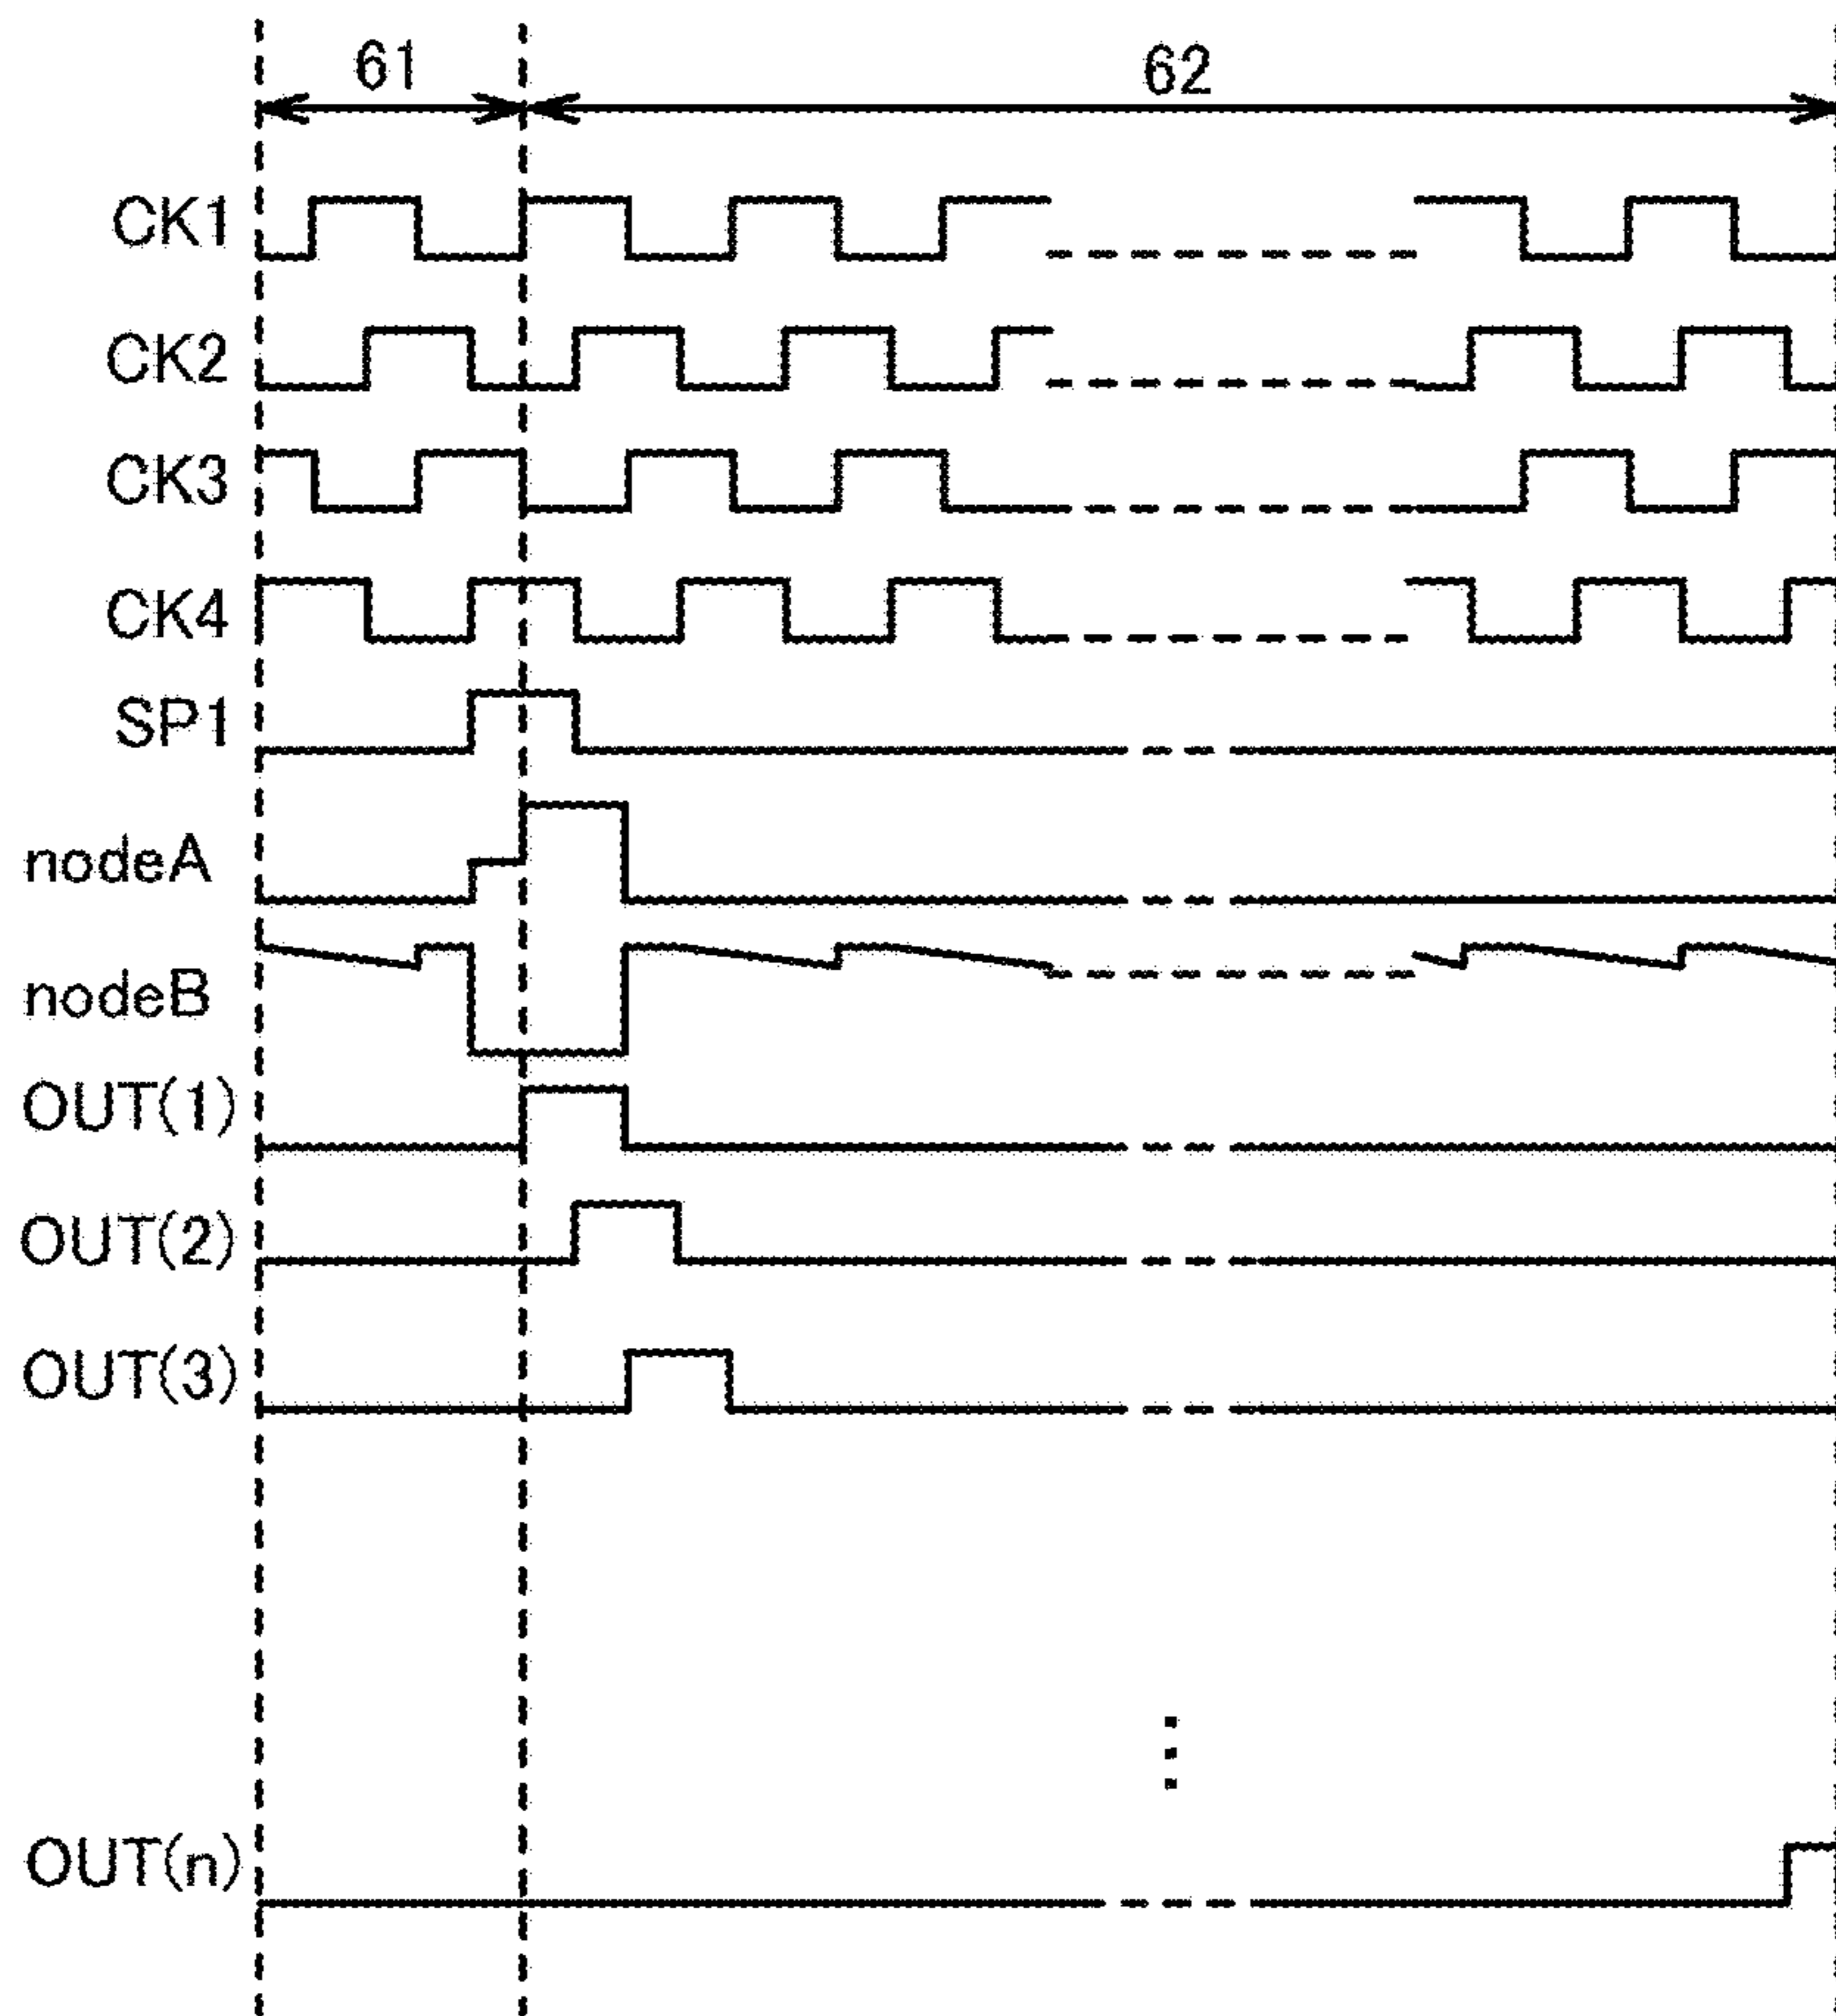 61 62
CK1
CK2
CK3
CK4
SP1
nodeA
nodeB
OUT(1)
OUT(2)
OUT(3)
OUT(n)